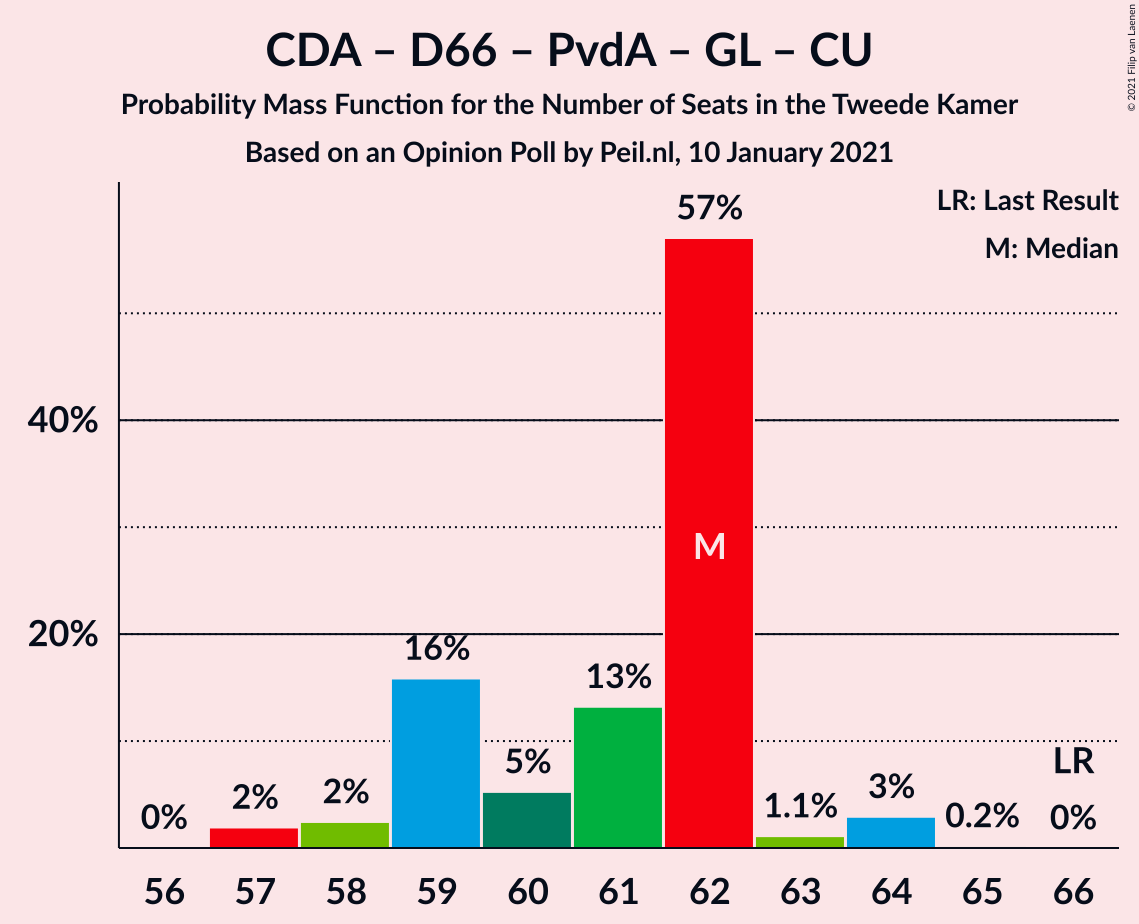 CDA – D66 – PvdA – GL – CU
Probability Mass Function for the Number of Seats in the Tweede Kamer
Based on an Opinion Poll by Peil.nl, 10 January 2021
© 2021 Filip van Laenen
LR: Last Result
M: Median
57%
40%
M
20%
16%
13%
5%
LR
0%
2%
2%
1.1%
3%
0.2%
0%
56 57 58 59 60 61 62 63 64 65 66